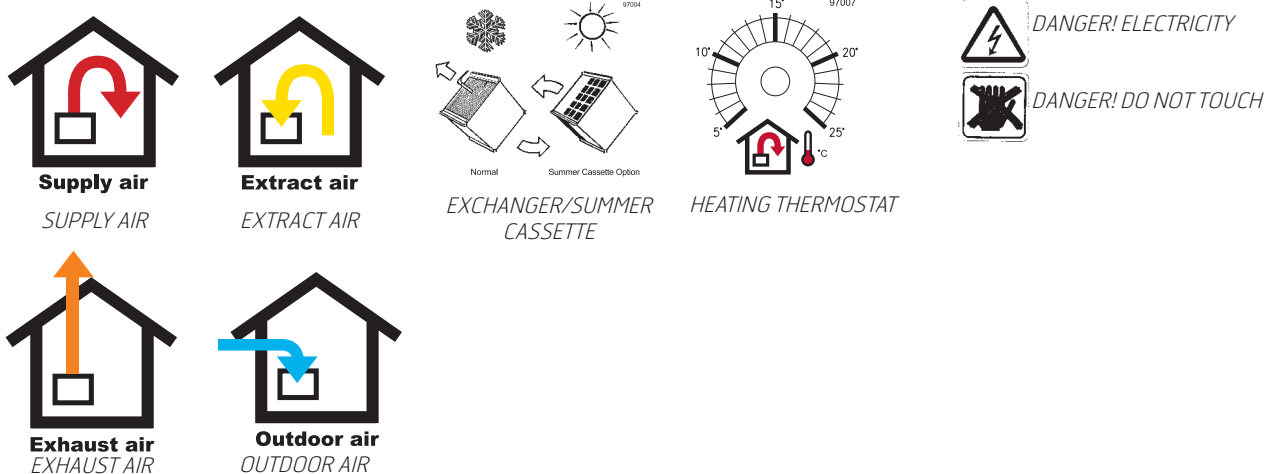 Supply air
SUPPLY AIR
Extract air
EXTRACT AIR
97004
Normal
Summer Cassette Option
EXCHANGER/SUMMER
CASSETTE
97007
15°
10°
20°
5°
25°
°C
HEATING THERMOSTAT
DANGER! ELECTRICITY
DANGER! DO NOT TOUCH
Exhaust air
EXHAUST AIR
Outdoor air
OUTDOOR AIR